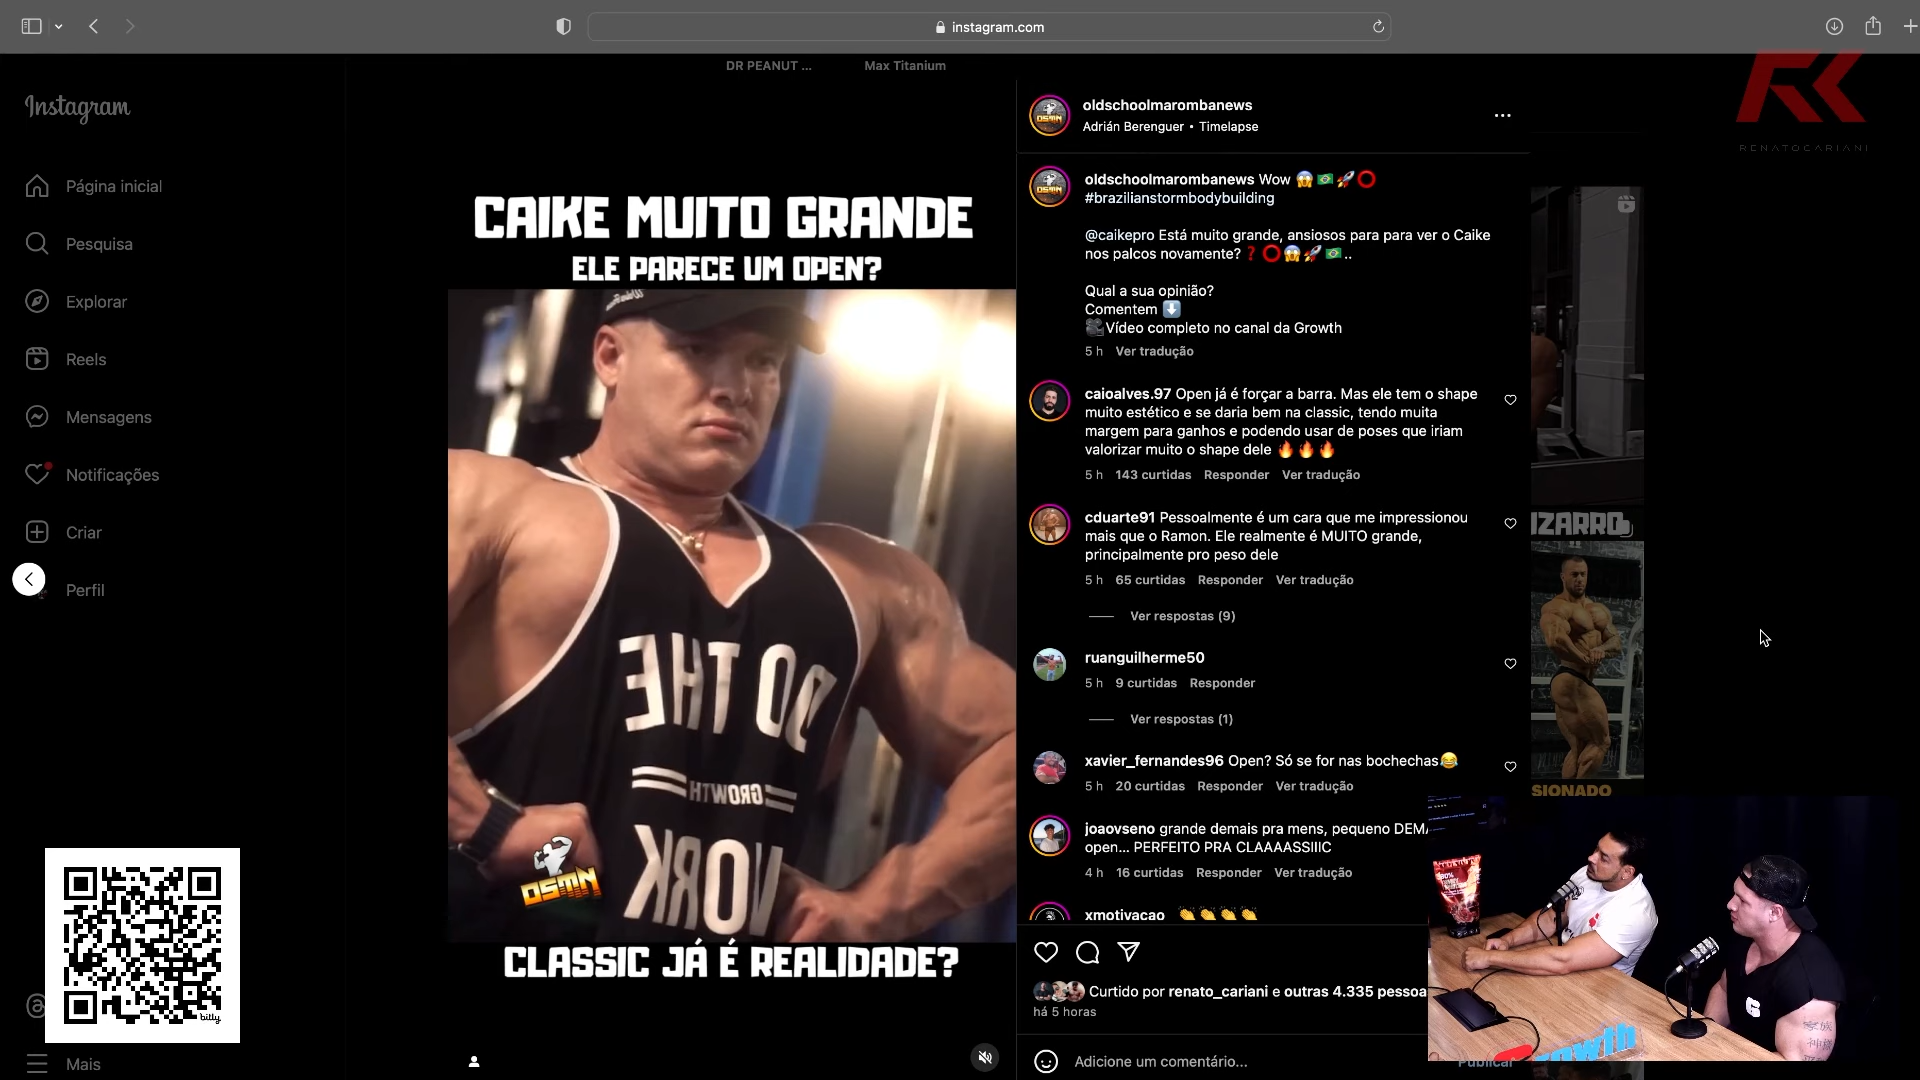 instagram.com
DR PEANUT ...
Max Titanium
RK
RENATOCARIANI
Instagram
Página inicial
Pesquisa
Explorar
Reels
Mensagens
Notificações
Criar
Perfil
Mais
bitly
CAIKE MUITO GRANDE
ELE PARECE UM OPEN?
DO THE
GROWTH
WORK
OSMN
CLASSIC JÁ É REALIDADE?
oldschoolmarombanews
Adrián Berenguer • Timelapse
oldschoolmarombanews Wow 😱🇧🇷🚀⭕
#brazilianstormbodybuilding
@caikepro Está muito grande, ansiosos para para ver o Caike
nos palcos novamente?❓⭕😱🚀🇧🇷..
Qual a sua opinião?
Comentem ⬇️
🎥Vídeo completo no canal da Growth
5 h Ver tradução
caioalves.97 Open já é forçar a barra. Mas ele tem o shape
muito estético e se daria bem na classic, tendo muita
margem para ganhos e podendo usar de poses que iriam
valorizar muito o shape dele 🔥🔥🔥
5 h 143 curtidas Responder Ver tradução
cduarte91 Pessoalmente é um cara que me impressionou
mais que o Ramon. Ele realmente é MUITO grande,
principalmente pro peso dele
5 h 65 curtidas Responder Ver tradução
Ver respostas (9)
ruanguilherme50
5 h 9 curtidas Responder
Ver respostas (1)
xavier_fernandes96 Open? Só se for nas bochechas😂
5 h 20 curtidas Responder Ver tradução
joaovseno grande demais pra mens, pequeno DEM
open... PERFEITO PRA CLAAAASSIIIC
4 h 16 curtidas Responder Ver tradução
xmotivacao 👏👏👏👏
Curtido por renato_cariani e outras 4.335 pessoa
há 5 horas
Adicione um comentário...
Publicar
IZARRO
SIONADO
Growth